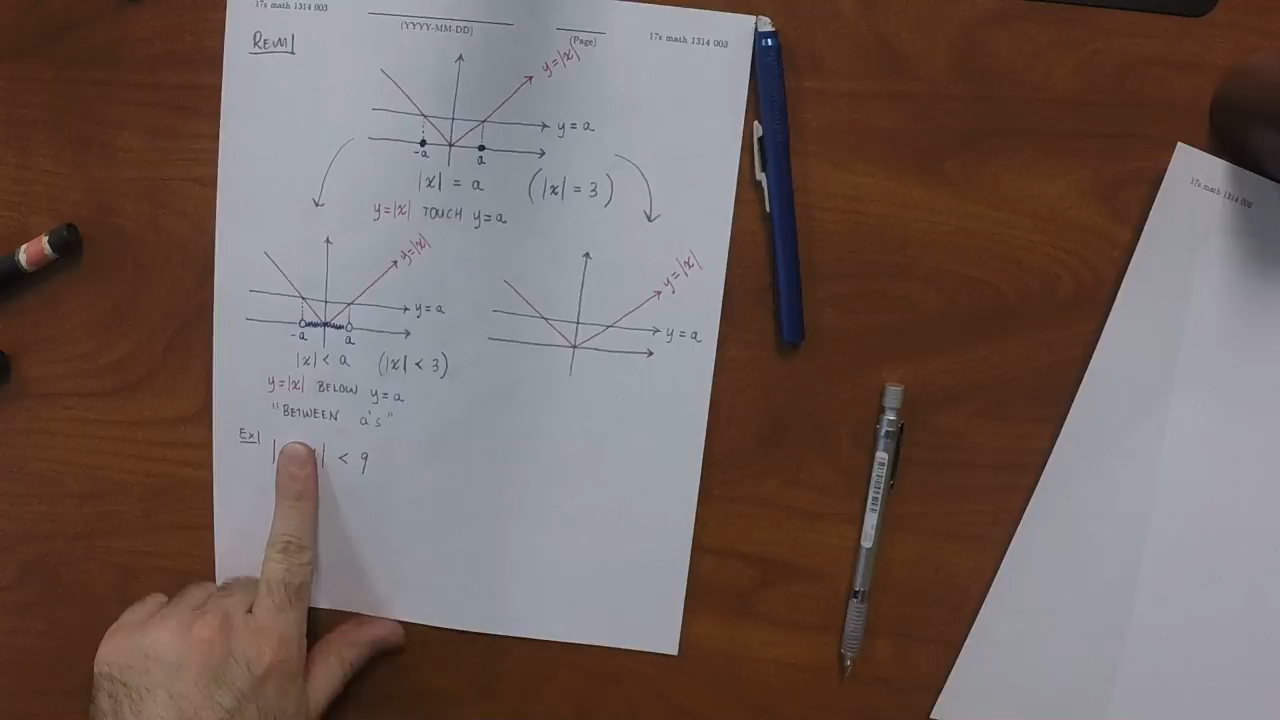 17s math 1314 003
(YYYY-MM-DD)
(Page)
17s math 1314 003
REM|
y=|x|
y=a
-a
a
|x| = a
(|x| = 3)
y=|x| TOUCH y=a
y=|x|
y=a
-a
a
|x| < a (|x| < 3)
y=|x| BELOW y=a
"BETWEEN a's"
y=|x|
y=a
Ex|
| | < 9
17s math 1314 003